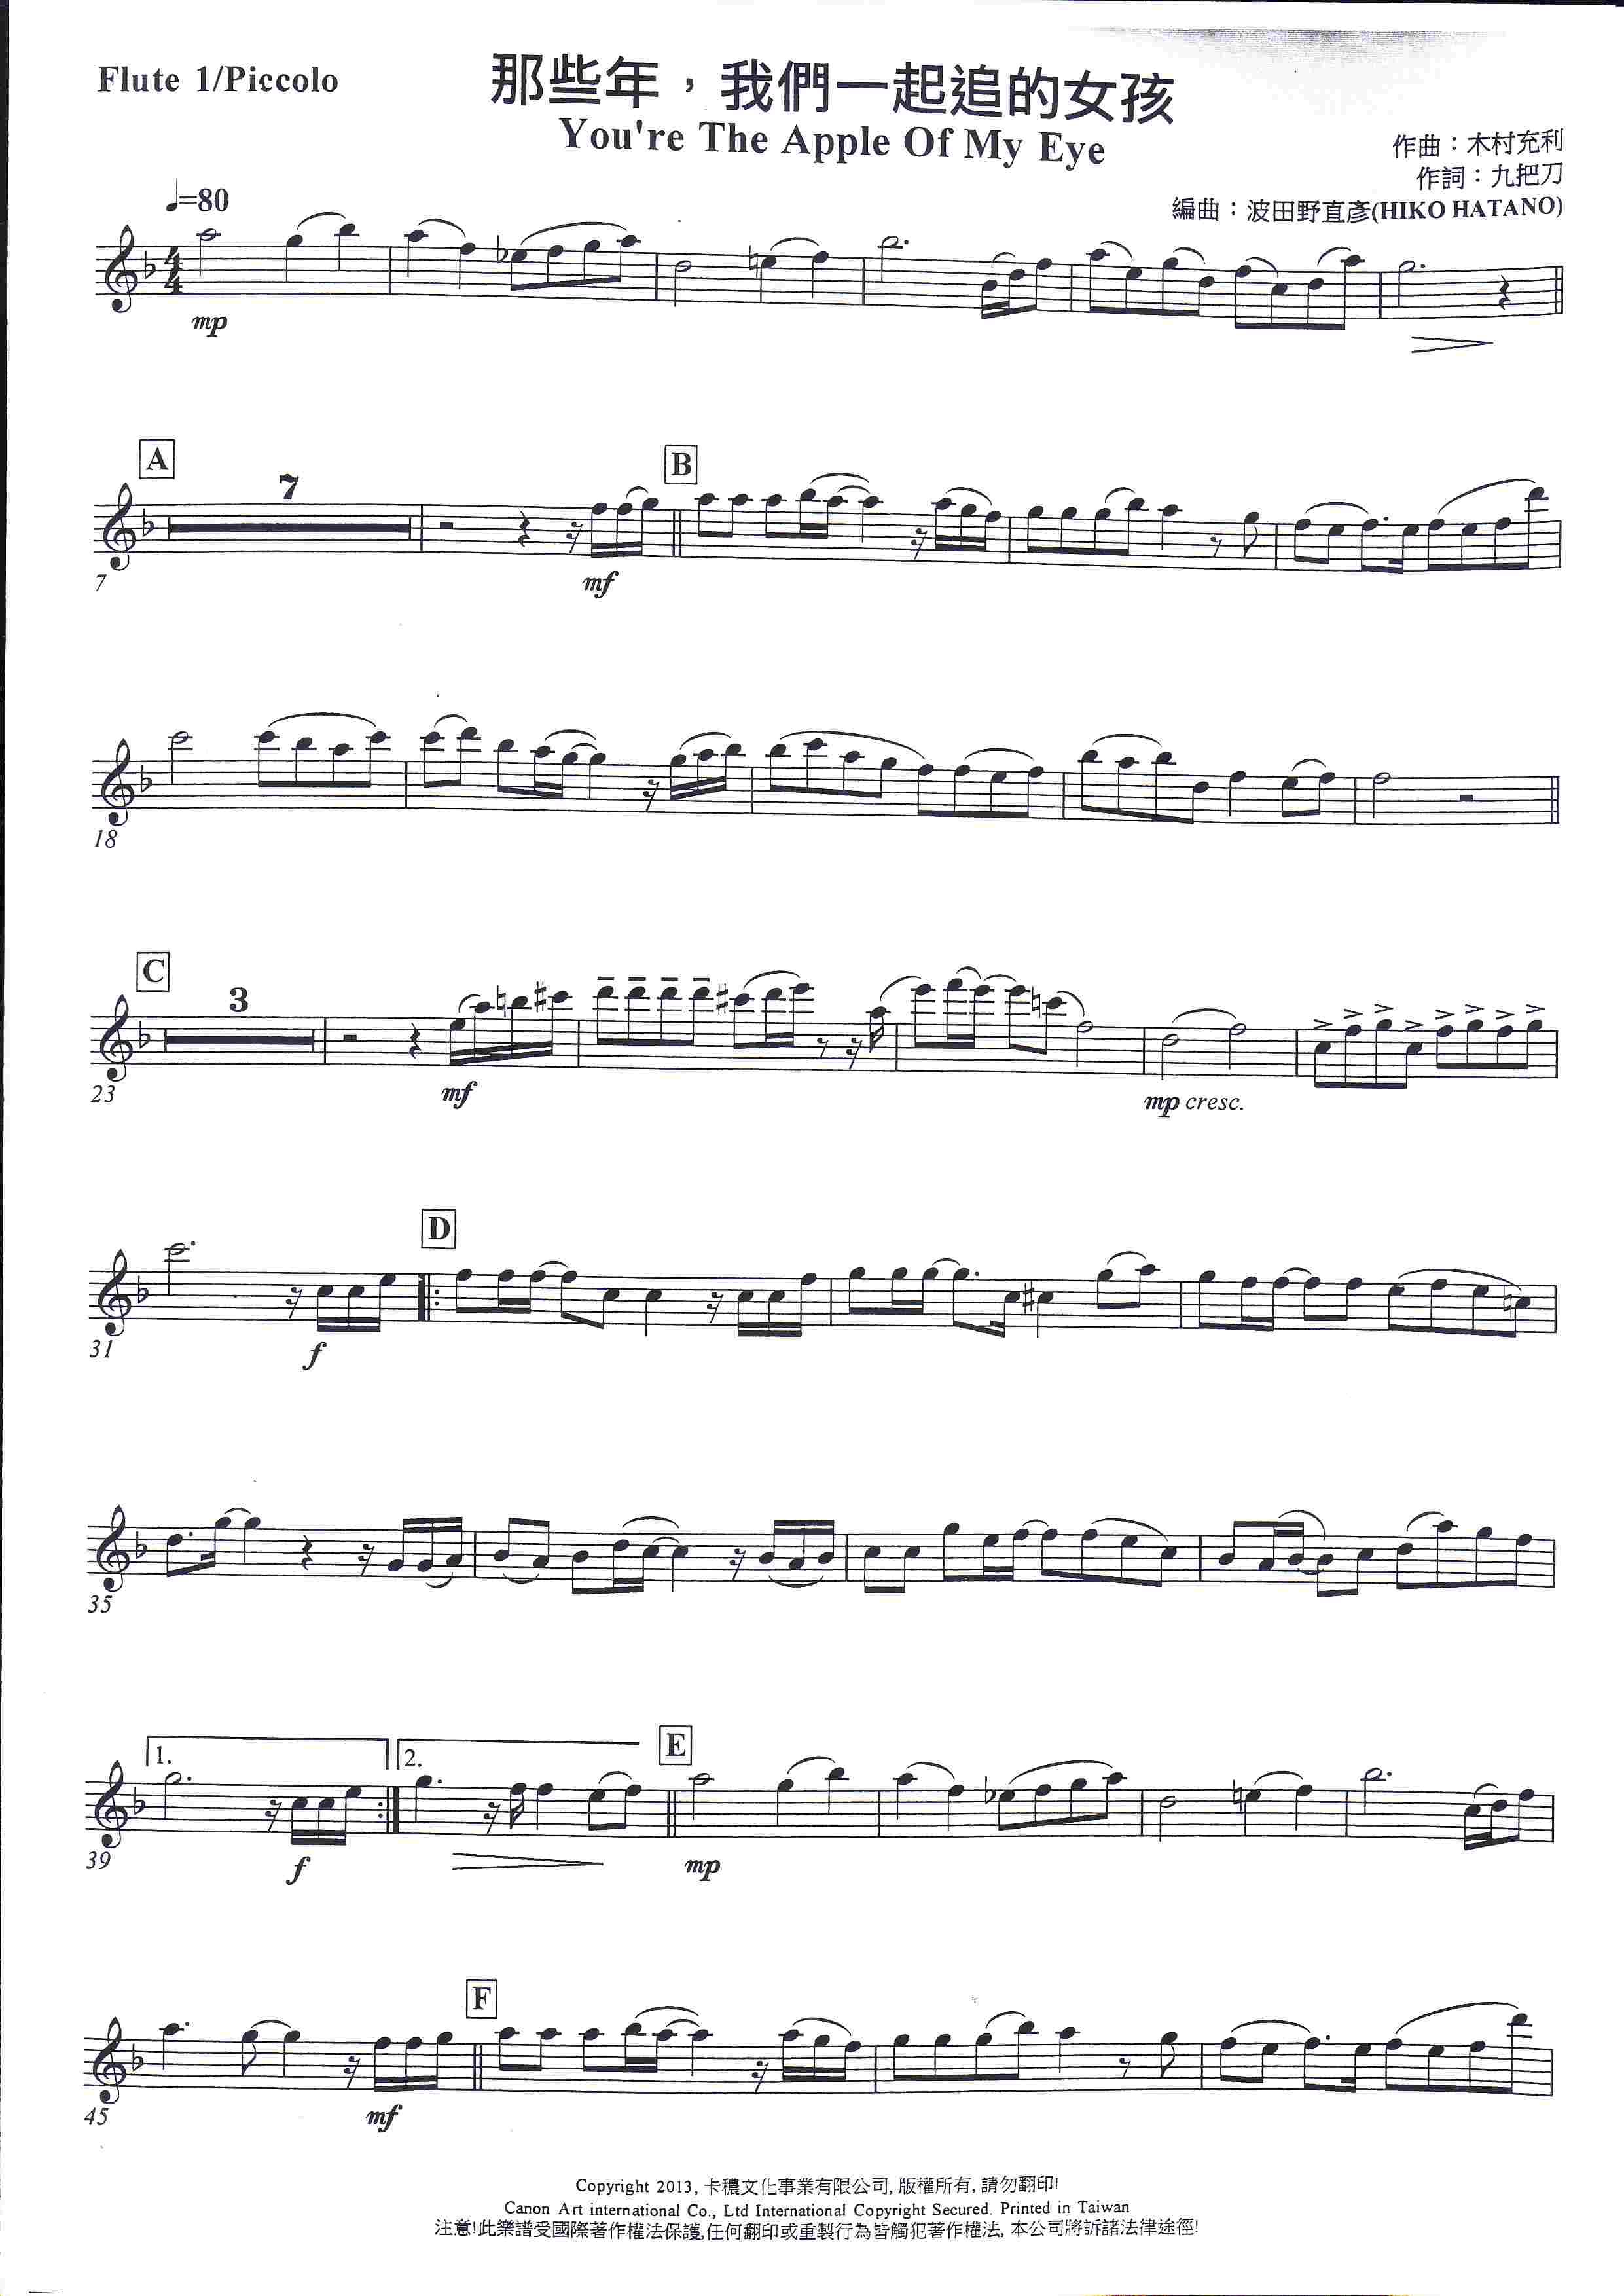 Flute 1/Piccolo
那些年，我們一起追的女孩
You're The Apple Of My Eye
作曲：木村充利
作詞：九把刀
編曲：波田野直彥(HIKO HATANO)
♩=80
4/4
mp
A
B
7
7
mf
18
C
3
23
mf
mp cresc.
D
31
f
35
1.
2.
E
39
f
mp
F
45
mf
Copyright 2013, 卡穠文化事業有限公司, 版權所有, 請勿翻印!
Canon Art international Co., Ltd International Copyright Secured. Printed in Taiwan
注意!此樂譜受國際著作權法保護,任何翻印或重製行為皆觸犯著作權法, 本公司將訴諸法律途徑!